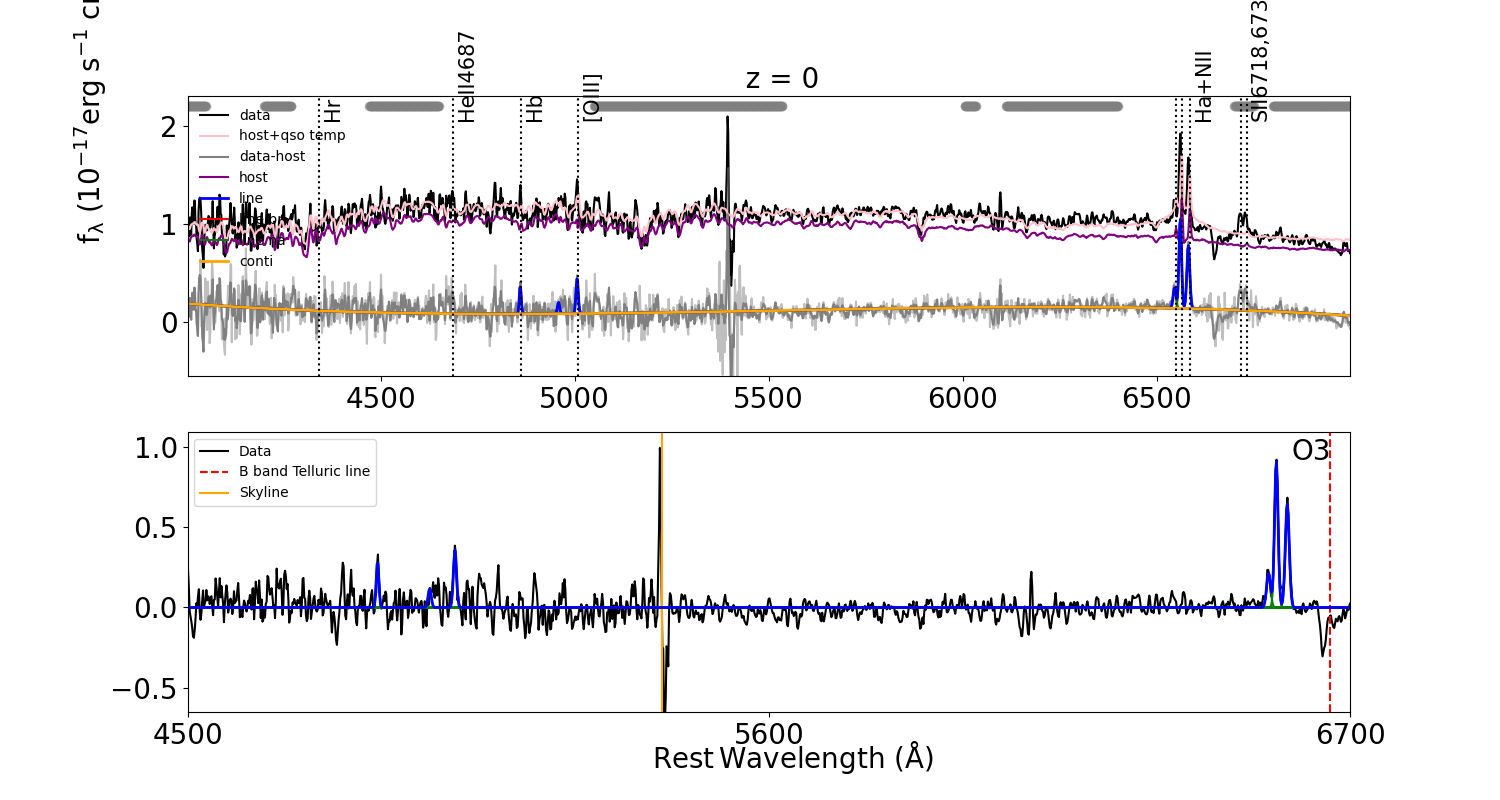 z = 0
f_λ (10^−17 erg s^−1
Hr
HeII4687
Hb
[OIII]
Ha+NII
SII6718,673
data
host+qso temp
data-host
host
line
conti
2
1
0
4500 5000 5500 6000 6500
O3
Data
B band Telluric line
Skyline
1.0
0.5
0.0
−0.5
4500 5600 6700
Rest Wavelength (Å)